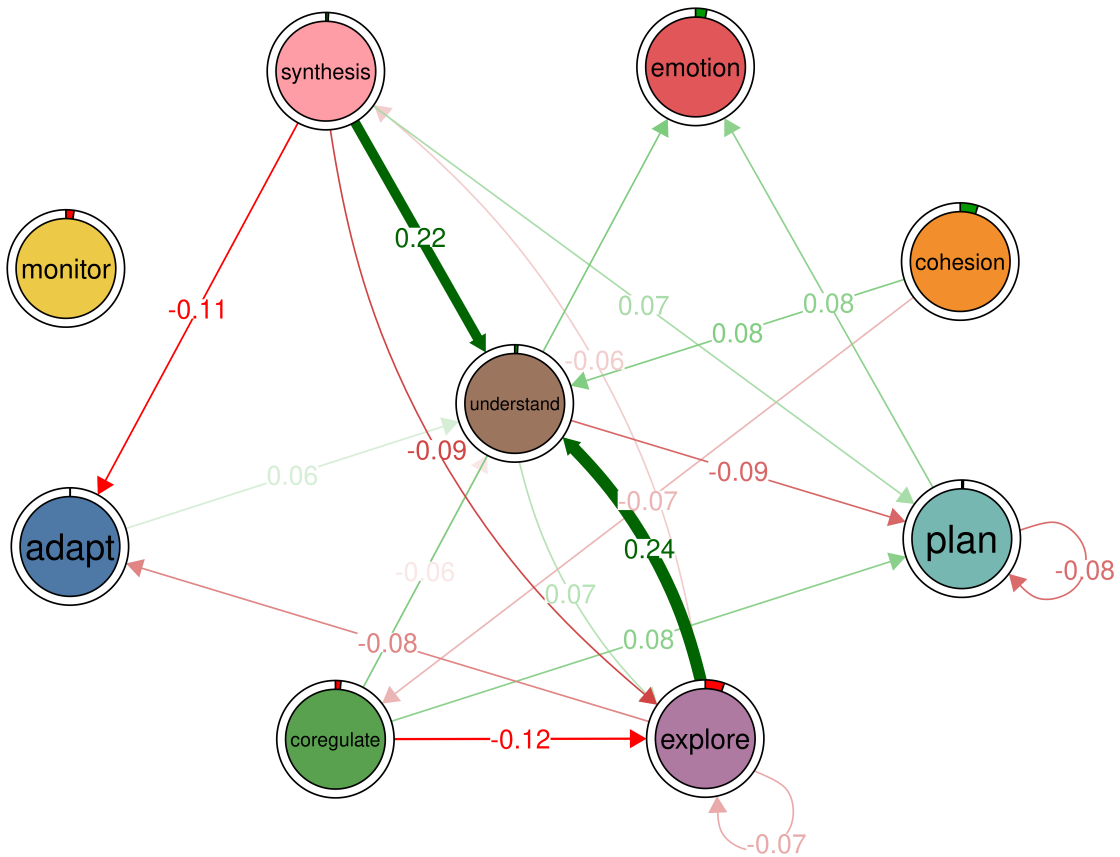 synthesis
emotion
0.22
cohesion
monitor
-0.11
0.07
0.08
0.08
-0.06
understand
-0.09
0.06
-0.09
-0.07
adapt
plan
0.24
-0.06
-0.08
0.07
-0.08
0.08
coregulate
-0.12
explore
-0.07